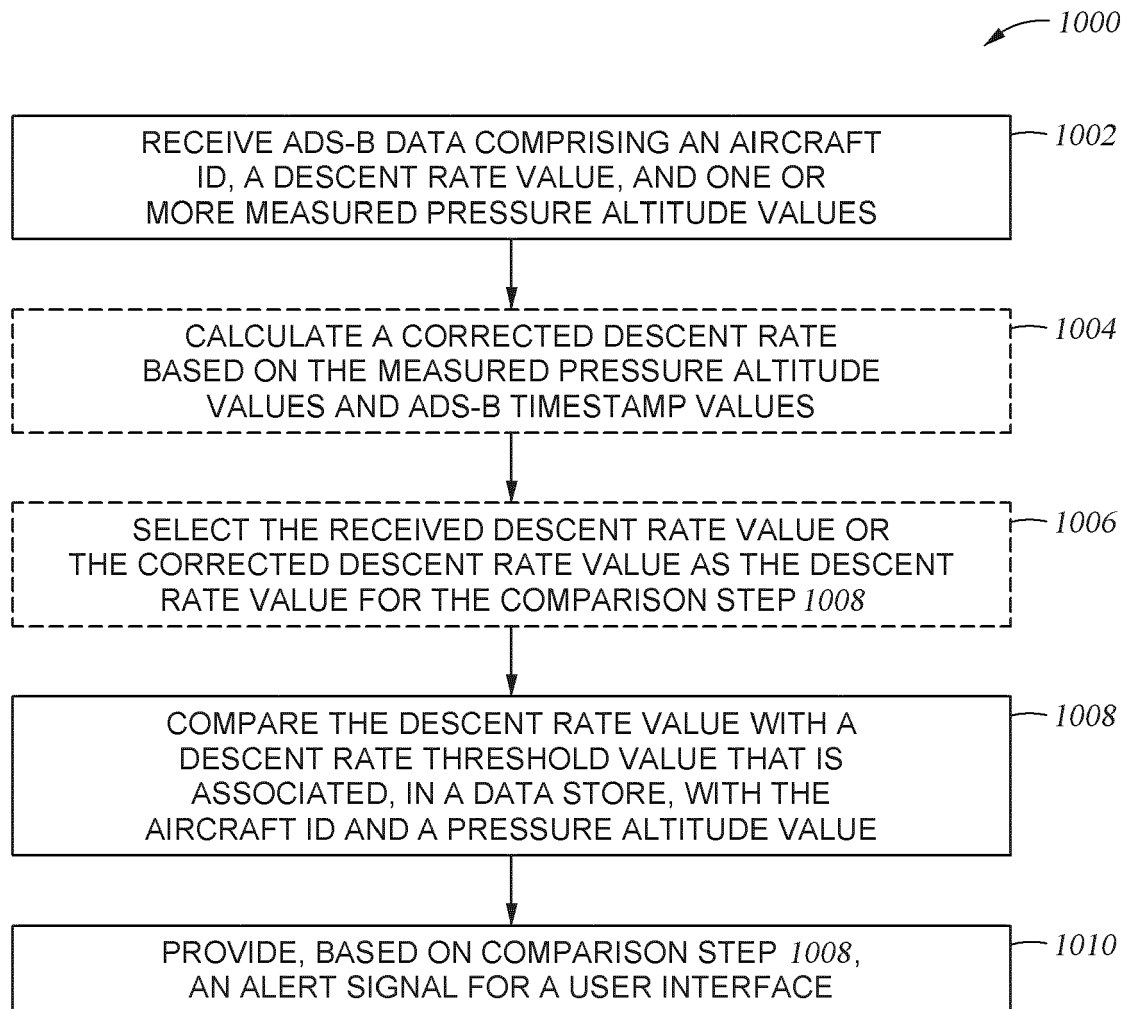 1000
RECEIVE ADS-B DATA COMPRISING AN AIRCRAFT
ID, A DESCENT RATE VALUE, AND ONE OR
MORE MEASURED PRESSURE ALTITUDE VALUES
1002
CALCULATE A CORRECTED DESCENT RATE
BASED ON THE MEASURED PRESSURE ALTITUDE
VALUES AND ADS-B TIMESTAMP VALUES
1004
SELECT THE RECEIVED DESCENT RATE VALUE OR
THE CORRECTED DESCENT RATE VALUE AS THE DESCENT
RATE VALUE FOR THE COMPARISON STEP 1008
1006
COMPARE THE DESCENT RATE VALUE WITH A
DESCENT RATE THRESHOLD VALUE THAT IS
ASSOCIATED, IN A DATA STORE, WITH THE
AIRCRAFT ID AND A PRESSURE ALTITUDE VALUE
1008
PROVIDE, BASED ON COMPARISON STEP 1008,
AN ALERT SIGNAL FOR A USER INTERFACE
1010